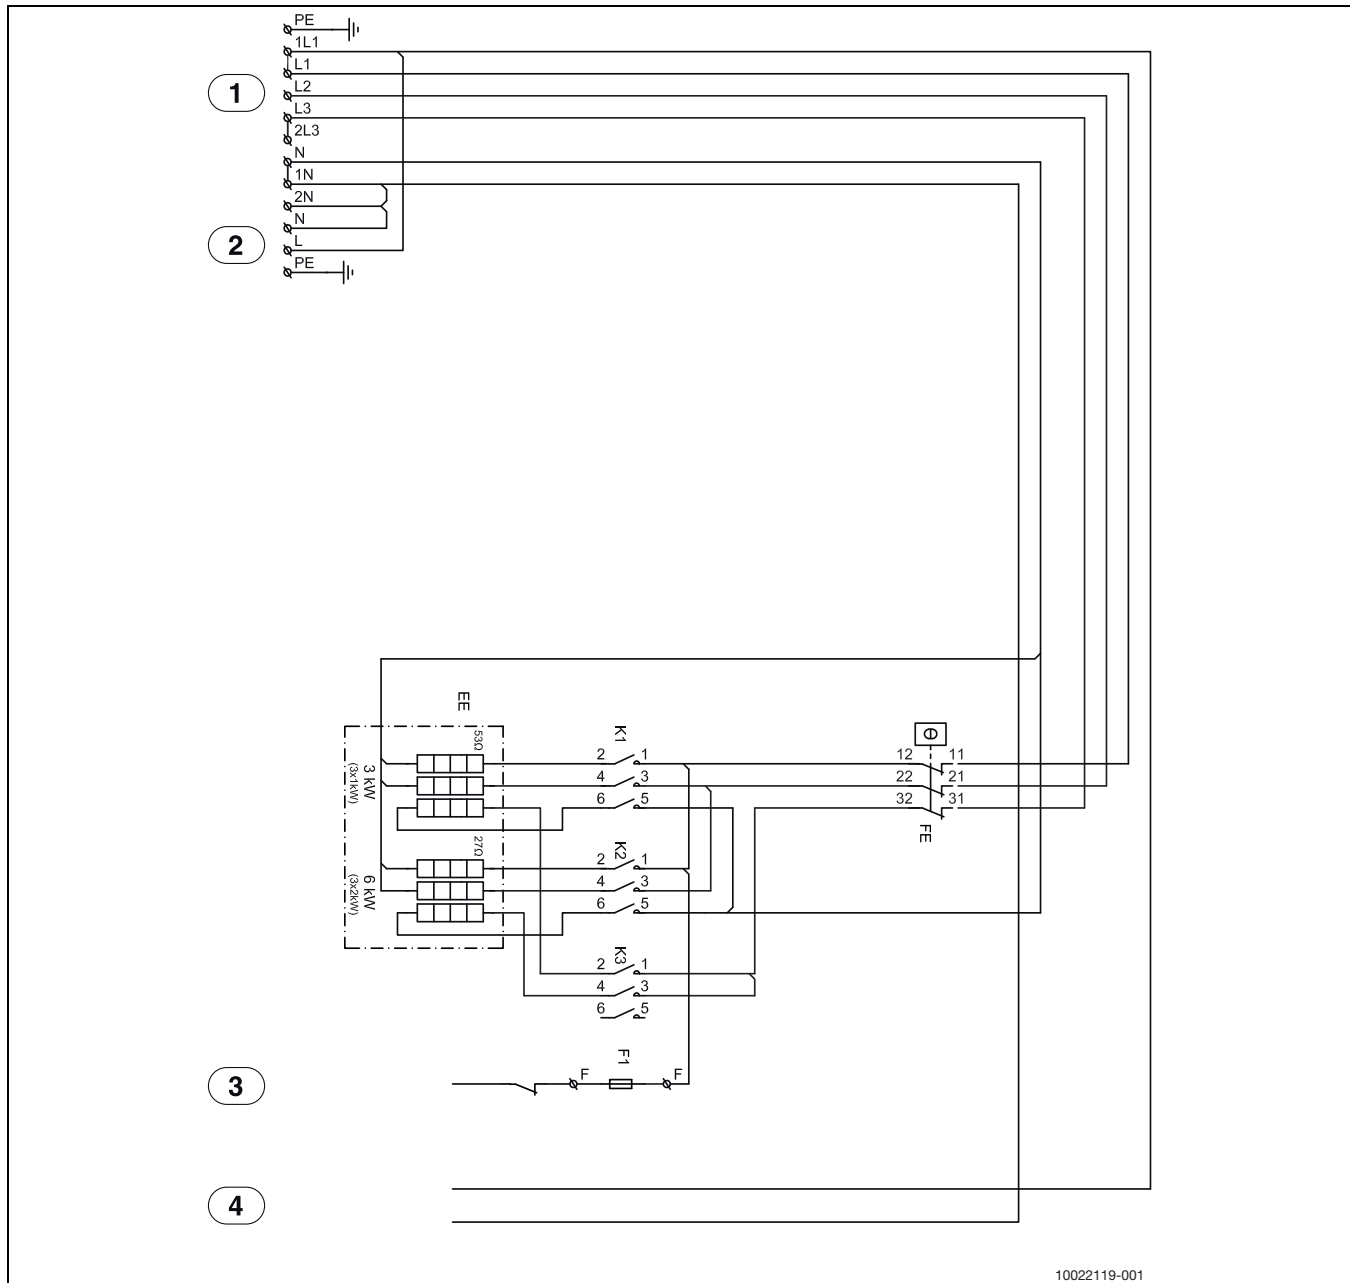 PE
1L1
L1
1
L2
L3
2L3
N
1N
2N
N
2
L
PE
EE
53Ω
3 kW
(3x1kW)
27Ω
6 kW
(3x2kW)
K1
2 1
4 3
6 5
K2
2 1
4 3
6 5
K3
2 1
4 3
6 5
Θ
12 11
22 21
32 31
FE
F1
3
F F
4
10022119-001